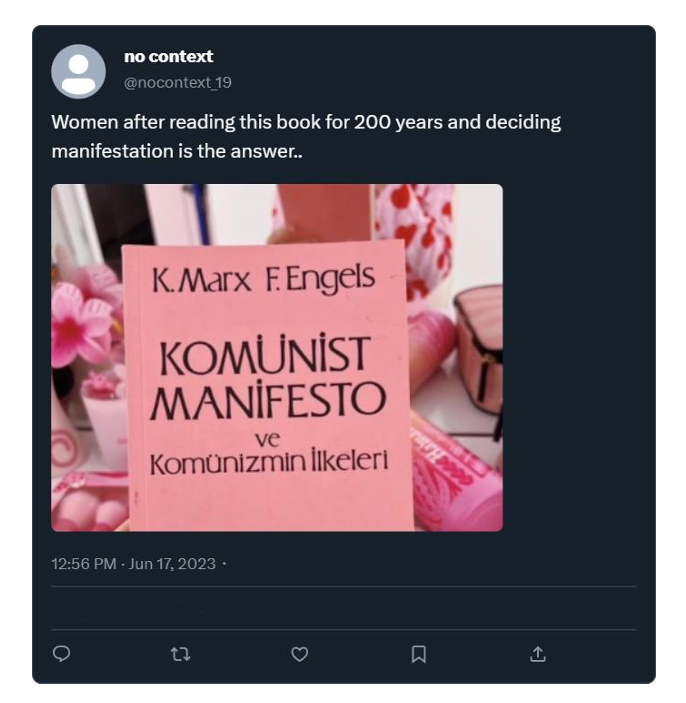 no context
@nocontext_19
Women after reading this book for 200 years and deciding
manifestation is the answer..
K.Marx F.Engels
KOMÜNİST
MANİFESTO
ve
Komünizmin İlkeleri
12:56 PM · Jun 17, 2023 ·